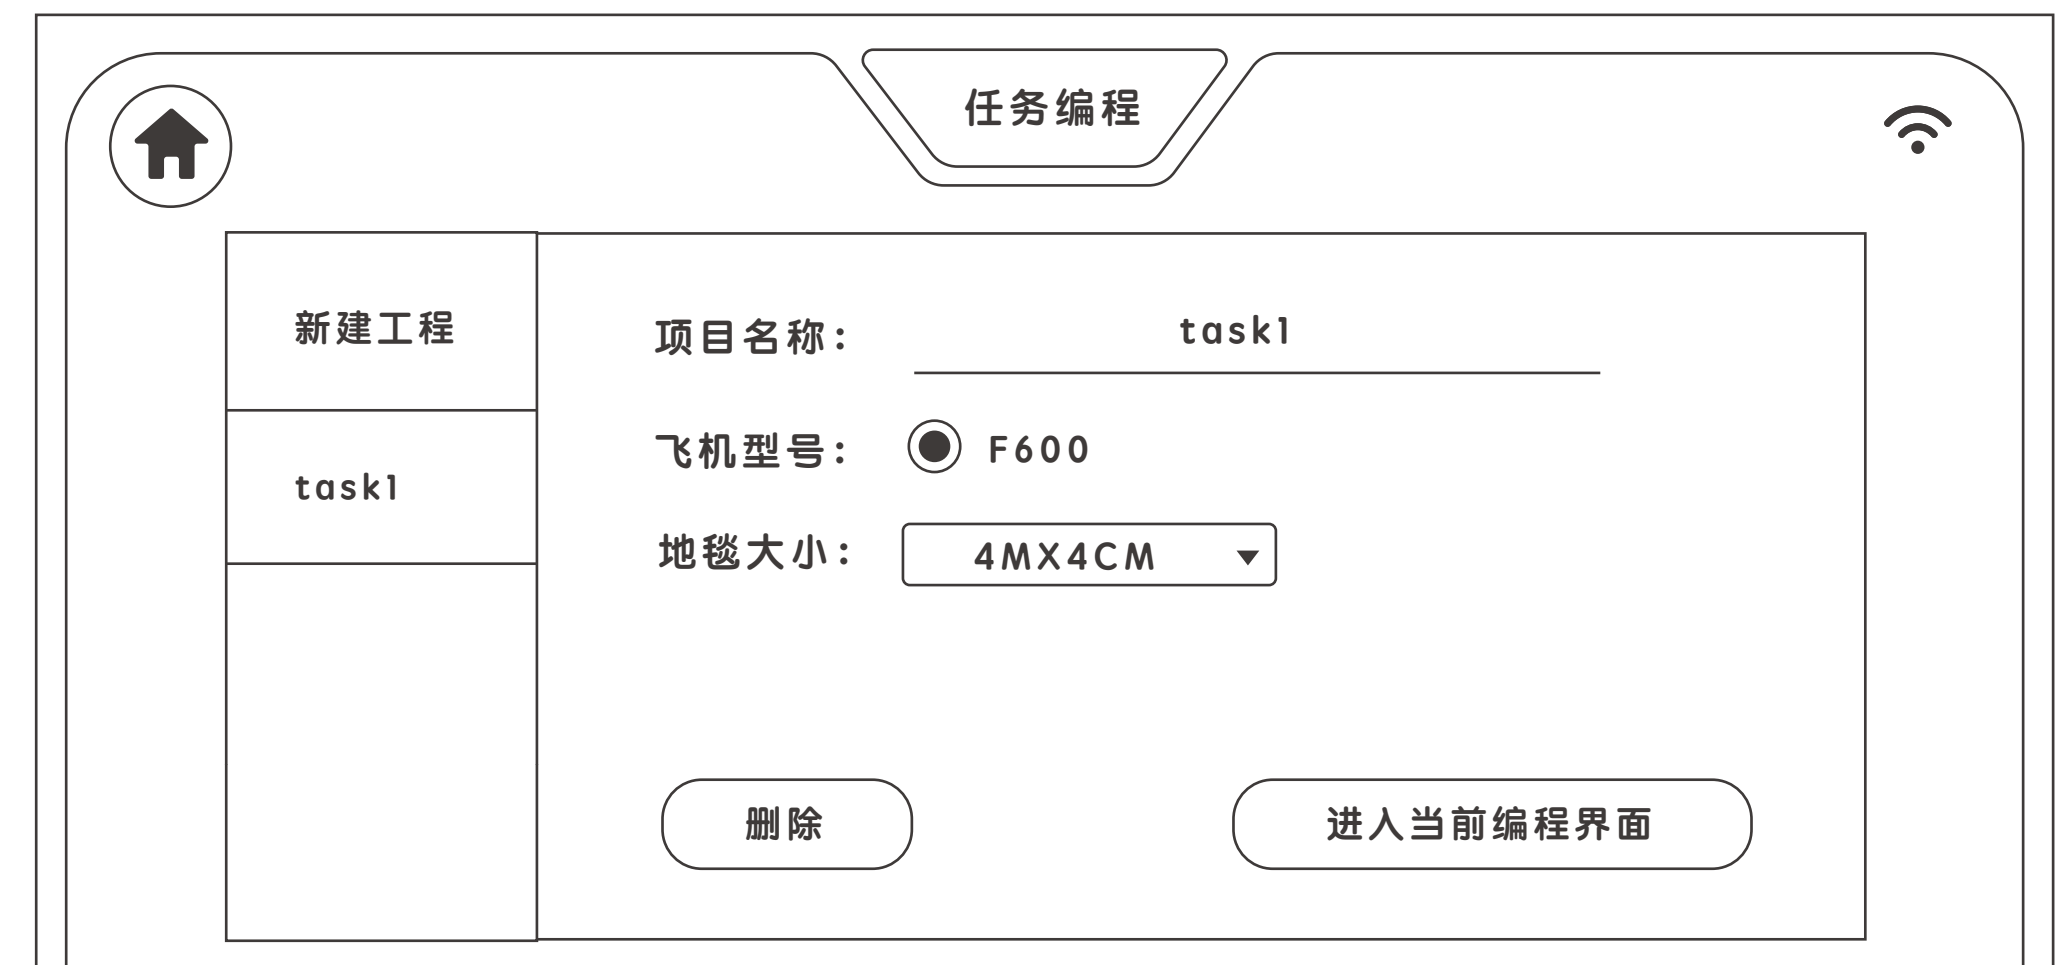 任务编程
新建工程
task1
项目名称： task1
飞机型号： F600
地毯大小： 4MX4CM
删除
进入当前编程界面